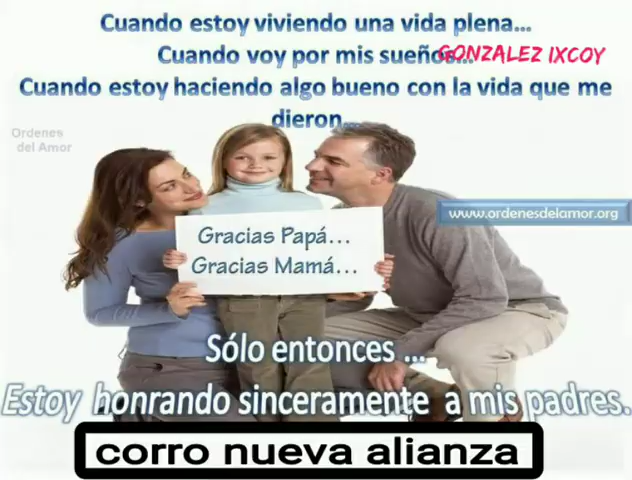 Cuando estoy viviendo una vida plena...
Cuando voy por mis sueños...
GONZALEZ IXCOY
Cuando estoy haciendo algo bueno con la vida que me
dieron...
Ordenes
del Amor
www.ordenesdelamor.org
Gracias Papá...
Gracias Mamá...
Sólo entonces ...
Estoy honrando sinceramente a mis padres.
corro nueva alianza